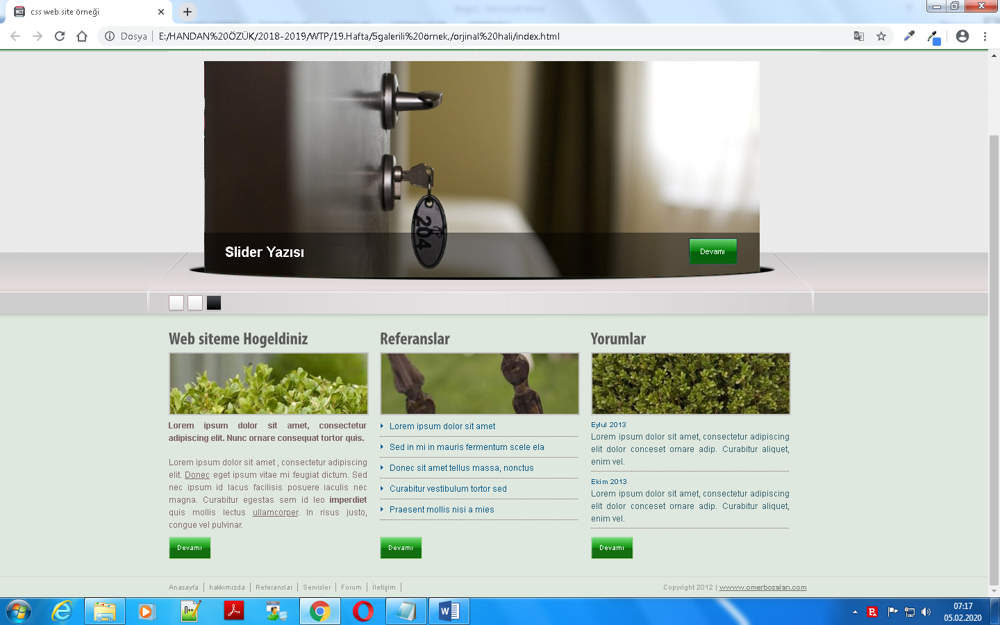 css web site örneği
Dosya E:/HANDAN%20ÖZÜK/2018-2019/WTP/19.Hafta/5galerili%20örnek,/orjinal%20hali/index.html
204
Slider Yazısı
Devamı
Web siteme Hogeldiniz
Lorem ipsum dolor sit amet, consectetur
adipiscing elit. Nunc ornare consequat tortor quis.
Lorem ipsum dolor sit amet , consectetur adipiscing
elit. Donec eget ipsum vitae mi feugiat dictum. Sed
nec ipsum id lacus facilisis posuere iaculis nec
magna. Curabitur egestas sem id leo imperdiet
quis mollis lectus ullamcorper. In risus justo,
congue vel pulvinar.
Devamı
Referanslar
Lorem ipsum dolor sit amet
Sed in mi in mauris fermentum scele ela
Donec sit amet tellus massa, nonctus
Curabitur vestibulum tortor sed
Praesent mollis nisi a mies
Devamı
Yorumlar
Eylul 2013
Lorem ipsum dolor sit amet, consectetur adipiscing
elit dolor conceset ornare adip. Curabitur aliquet,
enim vel.
Ekim 2013
Lorem ipsum dolor sit amet, consectetur adipiscing
elit dolor conceset ornare adip. Curabitur aliquet,
enim vel.
Devamı
Anasayfa | hakkımızda | Referanslar | Servisler | Forum | İletişim |
Copyright 2012 | wwww.omerbozalan.com
07:17
05.02.2020